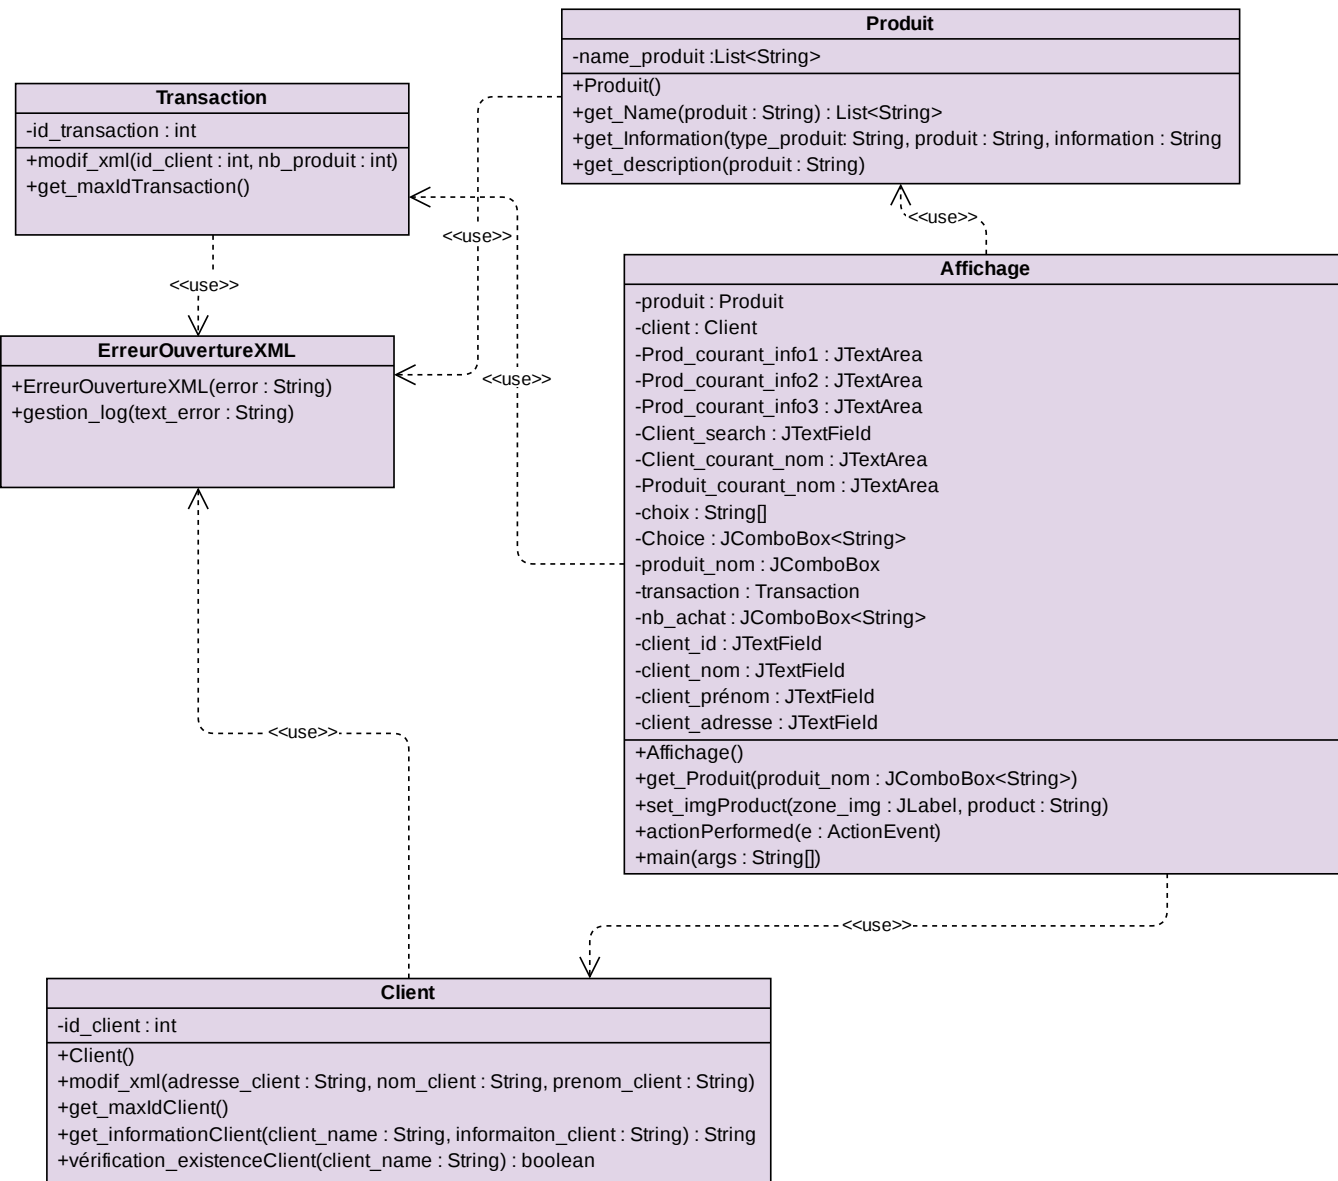 Produit
-name_produit :List<String>
+Produit()
+get_Name(produit : String) : List<String>
+get_Information(type_produit: String, produit : String, information : String
+get_description(produit : String)
Transaction
-id_transaction : int
+modif_xml(id_client : int, nb_produit : int)
+get_maxIdTransaction()
<<use>>
<<use>>
<<use>>
<<use>>
ErreurOuvertureXML
+ErreurOuvertureXML(error : String)
+gestion_log(text_error : String)
Affichage
-produit : Produit
-client : Client
-Prod_courant_info1 : JTextArea
-Prod_courant_info2 : JTextArea
-Prod_courant_info3 : JTextArea
-Client_search : JTextField
-Client_courant_nom : JTextArea
-Produit_courant_nom : JTextArea
-choix : String[]
-Choice : JComboBox<String>
-produit_nom : JComboBox
-transaction : Transaction
-nb_achat : JComboBox<String>
-client_id : JTextField
-client_nom : JTextField
-client_prénom : JTextField
-client_adresse : JTextField
+Affichage()
+get_Produit(produit_nom : JComboBox<String>)
+set_imgProduct(zone_img : JLabel, product : String)
+actionPerformed(e : ActionEvent)
+main(args : String[])
<<use>>
<<use>>
Client
-id_client : int
+Client()
+modif_xml(adresse_client : String, nom_client : String, prenom_client : String)
+get_maxIdClient()
+get_informationClient(client_name : String, informaiton_client : String) : String
+vérification_existenceClient(client_name : String) : boolean